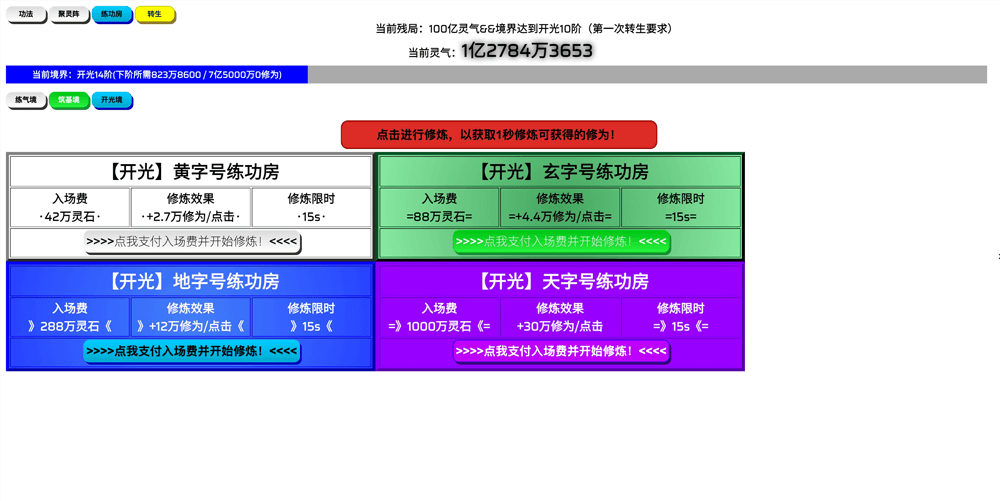 功法 聚灵阵 练功房 转生
当前残局：100亿灵气&&境界达到开光10阶（第一次转生要求）
当前灵气：1亿2784万3653
当前境界：开光14阶(下阶所需823万8600 / 7亿5000万0修为)
练气境 筑基境 开光境
点击进行修炼，以获取1秒修炼可获得的修为！
【开光】黄字号练功房
入场费 修炼效果 修炼限时
·42万灵石· ·+2.7万修为/点击· ·15s·
>>>>点我支付入场费并开始修炼！<<<<
【开光】玄字号练功房
入场费 修炼效果 修炼限时
=88万灵石= =+4.4万修为/点击= =15s=
>>>>点我支付入场费并开始修炼！<<<<
【开光】地字号练功房
入场费 修炼效果 修炼限时
》288万灵石《 》+12万修为/点击《 》15s《
>>>>点我支付入场费并开始修炼！<<<<
【开光】天字号练功房
入场费 修炼效果 修炼限时
=》1000万灵石《= +30万修为/点击 =》15s《=
>>>>点我支付入场费并开始修炼！<<<<